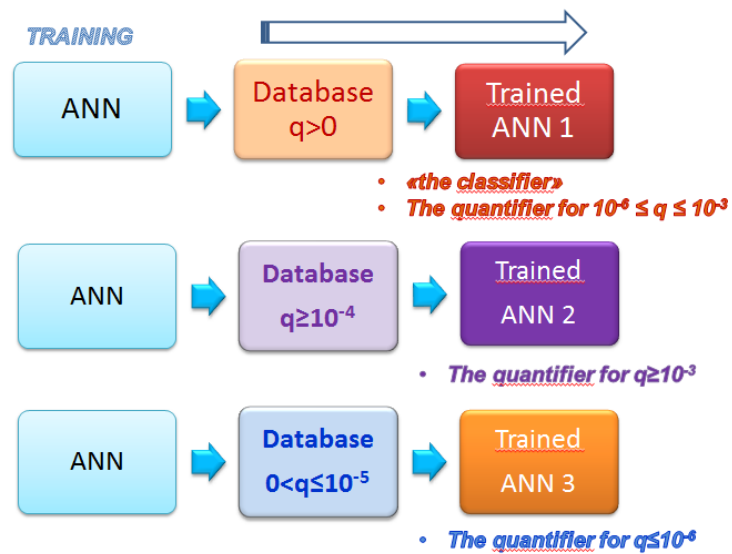 TRAINING
ANN
Database
q>0
Trained
ANN 1
• «the classifier»
• The quantifier for 10⁻⁶ ≤ q ≤ 10⁻³
ANN
Database
q≥10⁻⁴
Trained
ANN 2
• The quantifier for q≥10⁻³
ANN
Database
0<q≤10⁻⁵
Trained
ANN 3
• The quantifier for q≤10⁻⁶